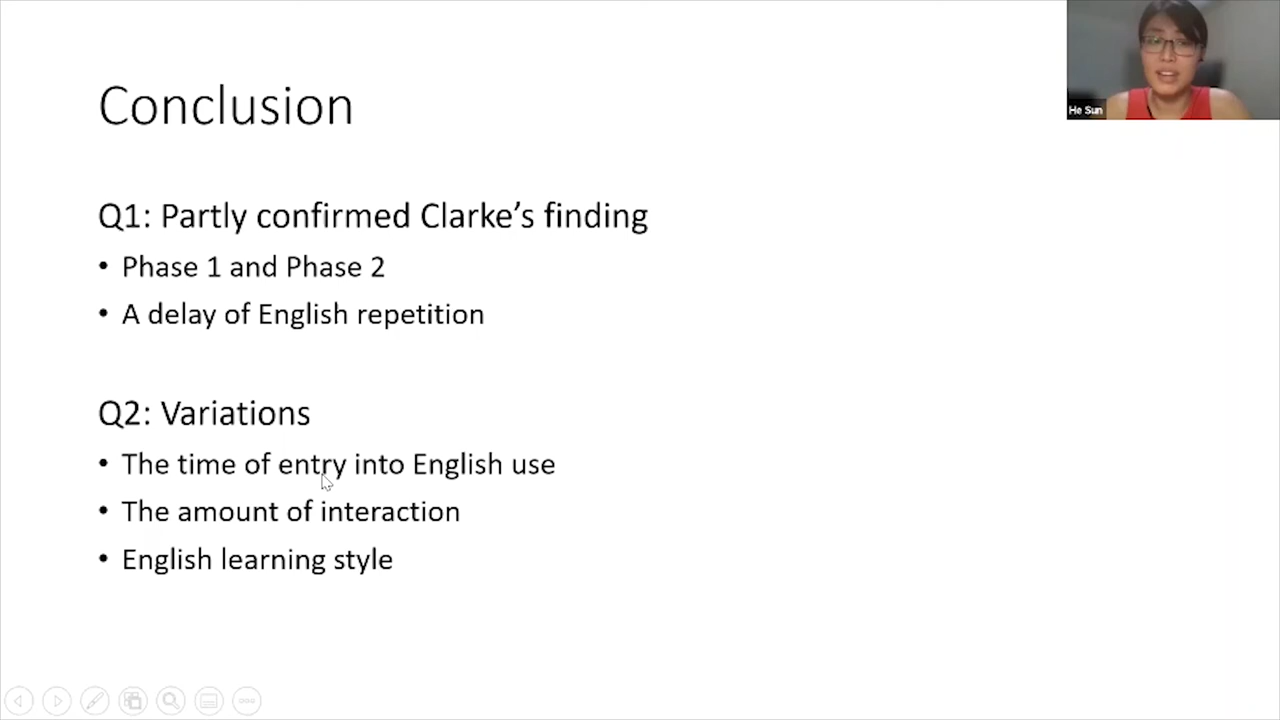 He Sun
Conclusion
Q1: Partly confirmed Clarke’s finding
• Phase 1 and Phase 2
• A delay of English repetition
Q2: Variations
• The time of entry into English use
• The amount of interaction
• English learning style